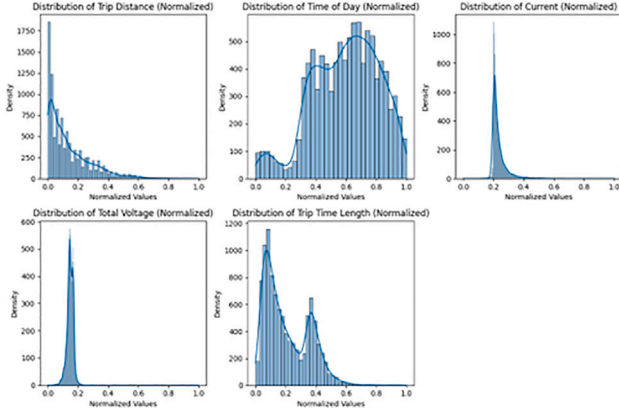 Distribution of Trip Distance (Normalized)
1750
1500
1250
1000
750
500
250
0
Density
0.0 0.2 0.4 0.6 0.8 1.0
Normalized Values
Distribution of Time of Day (Normalized)
500
400
300
200
100
0
Density
0.0 0.2 0.4 0.6 0.8 1.0
Normalized Values
Distribution of Current (Normalized)
1000
800
600
400
200
0
Density
0.0 0.2 0.4 0.6 0.8 1.0
Normalized Values
Distribution of Total Voltage (Normalized)
600
500
400
300
200
100
0
Density
0.0 0.2 0.4 0.6 0.8 1.0
Normalized Values
Distribution of Trip Time Length (Normalized)
1200
1000
800
600
400
200
0
Density
0.0 0.2 0.4 0.6 0.8 1.0
Normalized Values